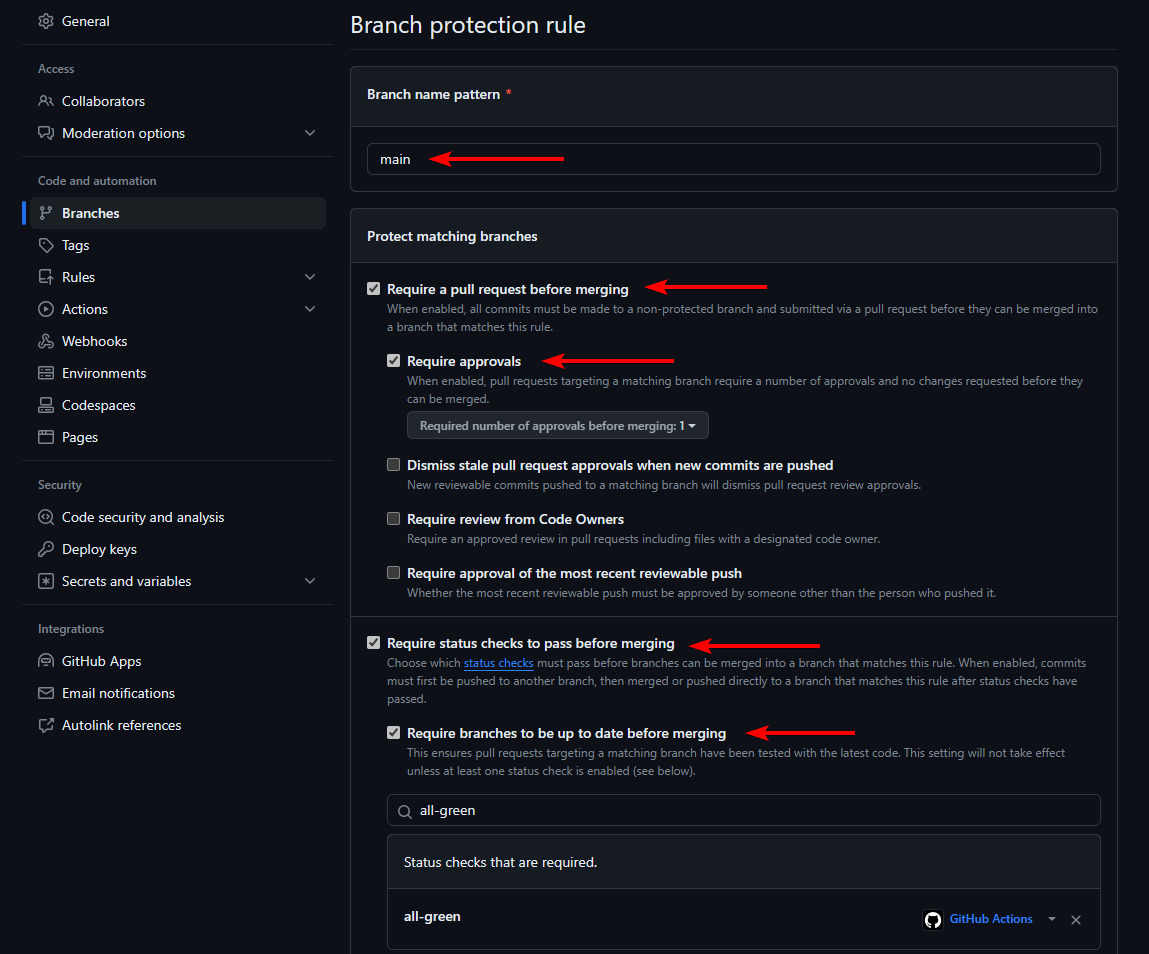 General
Access
Collaborators
Moderation options
Code and automation
Branches
Tags
Rules
Actions
Webhooks
Environments
Codespaces
Pages
Security
Code security and analysis
Deploy keys
Secrets and variables
Integrations
GitHub Apps
Email notifications
Autolink references
Branch protection rule
Branch name pattern *
main
Protect matching branches
Require a pull request before merging
When enabled, all commits must be made to a non-protected branch and submitted via a pull request before they can be merged into
a branch that matches this rule.
Require approvals
When enabled, pull requests targeting a matching branch require a number of approvals and no changes requested before they
can be merged.
Required number of approvals before merging: 1
Dismiss stale pull request approvals when new commits are pushed
New reviewable commits pushed to a matching branch will dismiss pull request review approvals.
Require review from Code Owners
Require an approved review in pull requests including files with a designated code owner.
Require approval of the most recent reviewable push
Whether the most recent reviewable push must be approved by someone other than the person who pushed it.
Require status checks to pass before merging
Choose which status checks must pass before branches can be merged into a branch that matches this rule. When enabled, commits
must first be pushed to another branch, then merged or pushed directly to a branch that matches this rule after status checks have
passed.
Require branches to be up to date before merging
This ensures pull requests targeting a matching branch have been tested with the latest code. This setting will not take effect
unless at least one status check is enabled (see below).
all-green
Status checks that are required.
all-green
GitHub Actions